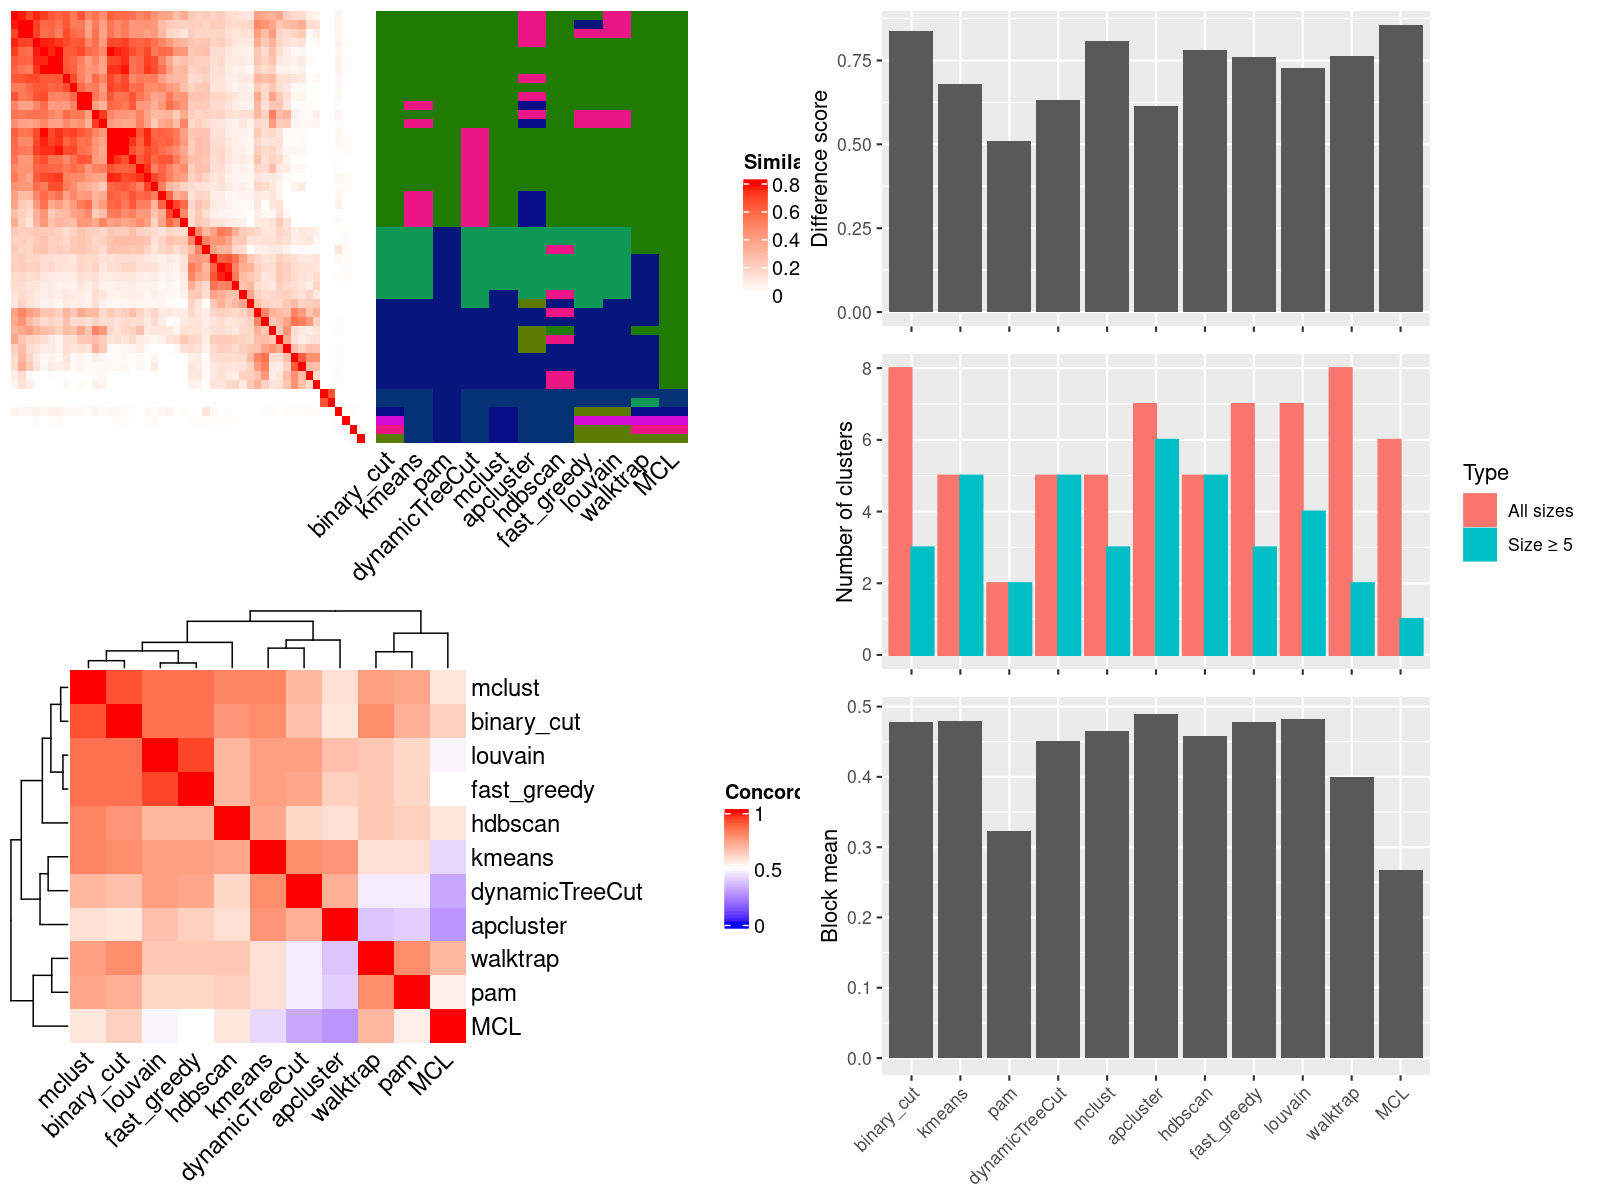 Simila
0.8
0.6
0.4
0.2
0
binary_cut
kmeans
pam
dynamicTreeCut
mclust
apcluster
hdbscan
fast_greedy
louvain
walktrap
MCL
mclust
binary_cut
louvain
fast_greedy
hdbscan
kmeans
dynamicTreeCut
apcluster
walktrap
pam
MCL
mclust
binary_cut
louvain
fast_greedy
hdbscan
kmeans
dynamicTreeCut
apcluster
walktrap
pam
MCL
Concord
1
0.5
0
Difference score
0.75
0.50
0.25
0.00
Number of clusters
8
6
4
2
0
Type
All sizes
Size ≥ 5
Block mean
0.5
0.4
0.3
0.2
0.1
0.0
binary_cut
kmeans
pam
dynamicTreeCut
mclust
apcluster
hdbscan
fast_greedy
louvain
walktrap
MCL